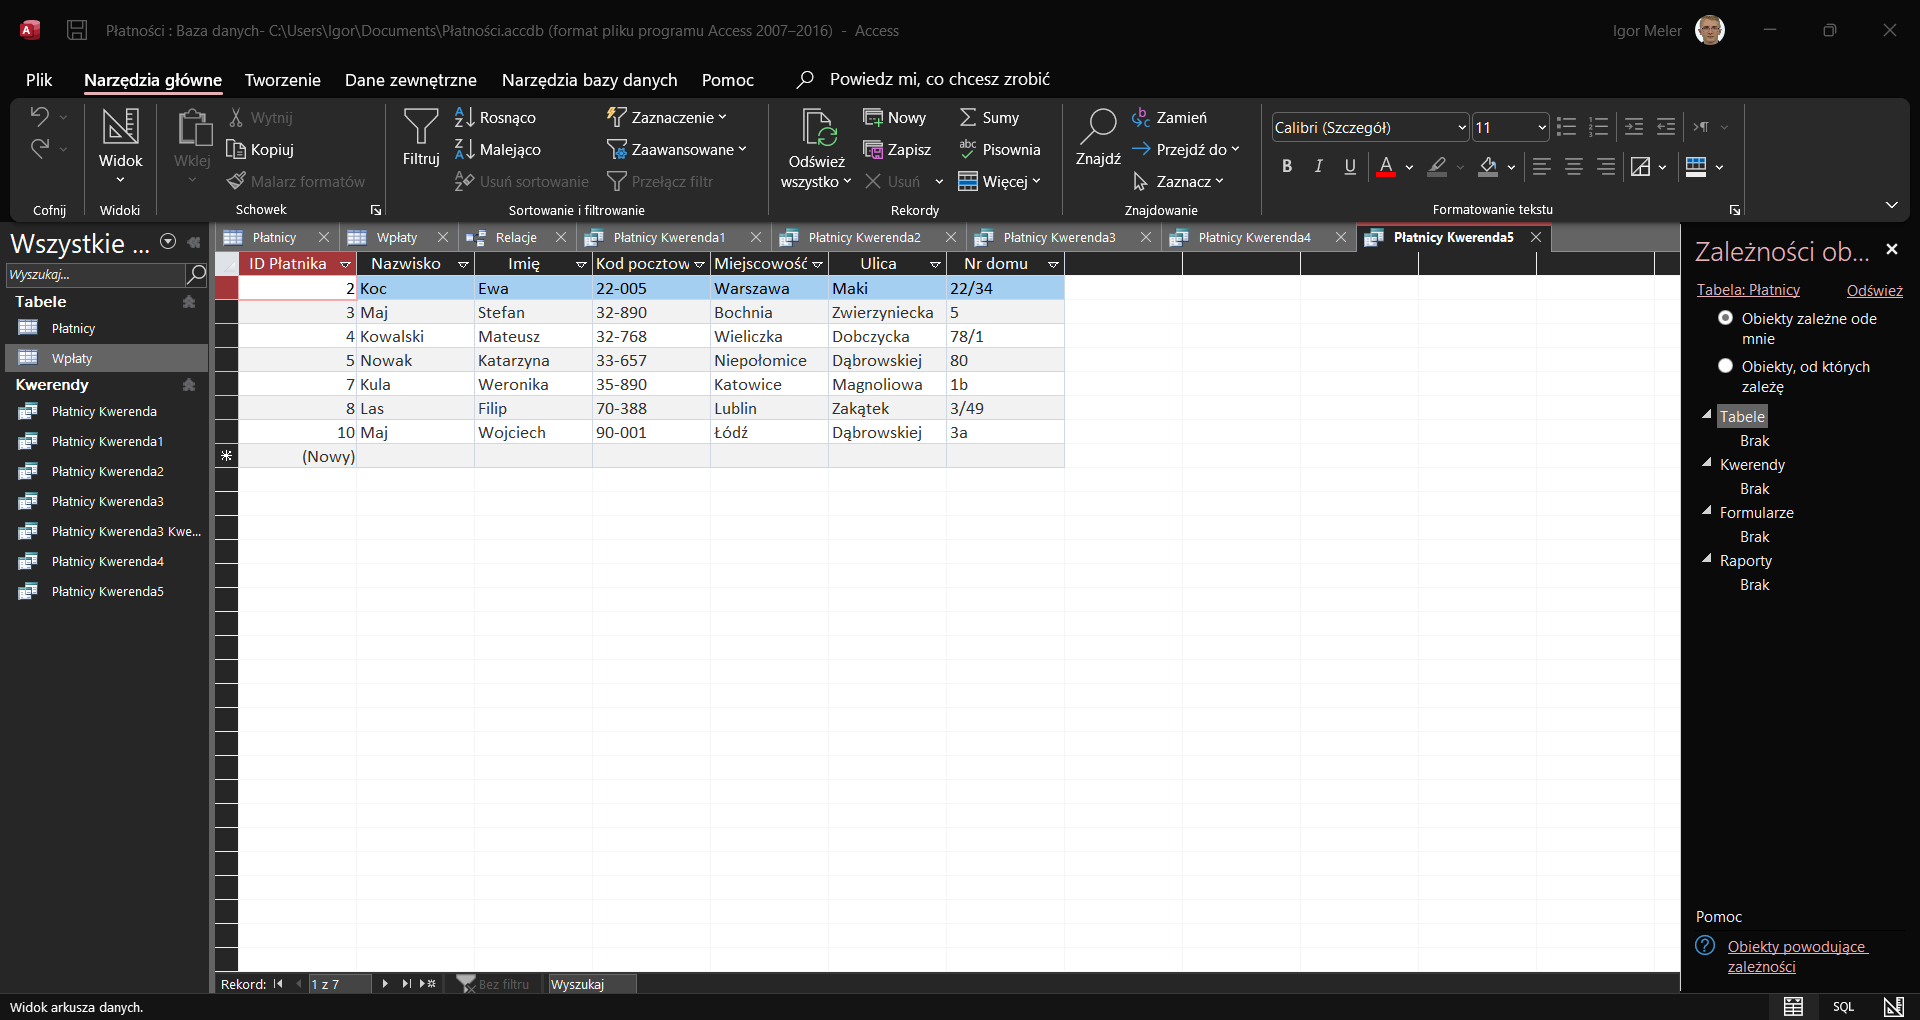 Płatności : Baza danych- C:\Users\Igor\Documents\Płatności.accdb (format pliku programu Access 2007–2016) - Access
Igor Meler
Plik Narzędzia główne Tworzenie Dane zewnętrzne Narzędzia bazy danych Pomoc Powiedz mi, co chcesz zrobić
Widok
Wklej
Wytnij
Kopiuj
Malarz formatów
Filtruj
Rosnąco
Malejąco
Usuń sortowanie
Zaznaczenie
Zaawansowane
Przełącz filtr
Odśwież
wszystko
Nowy
Zapisz
Usuń
Sumy
Pisownia
Więcej
Znajdź
Zamień
Przejdź do
Zaznacz
Calibri (Szczegół) 11
B I U A
Cofnij Widoki Schowek Sortowanie i filtrowanie Rekordy Znajdowanie Formatowanie tekstu
Wszystkie ...
Wyszukaj...
Tabele
Płatnicy
Wpłaty
Kwerendy
Płatnicy Kwerenda
Płatnicy Kwerenda1
Płatnicy Kwerenda2
Płatnicy Kwerenda3
Płatnicy Kwerenda3 Kwe...
Płatnicy Kwerenda4
Płatnicy Kwerenda5
Płatnicy Wpłaty Relacje Płatnicy Kwerenda1 Płatnicy Kwerenda2 Płatnicy Kwerenda3 Płatnicy Kwerenda4 Płatnicy Kwerenda5
ID Płatnika Nazwisko Imię Kod pocztow Miejscowość Ulica Nr domu
2 Koc Ewa 22-005 Warszawa Maki 22/34
3 Maj Stefan 32-890 Bochnia Zwierzyniecka 5
4 Kowalski Mateusz 32-768 Wieliczka Dobczycka 78/1
5 Nowak Katarzyna 33-657 Niepołomice Dąbrowskiej 80
7 Kula Weronika 35-890 Katowice Magnoliowa 1b
8 Las Filip 70-388 Lublin Zakątek 3/49
10 Maj Wojciech 90-001 Łódź Dąbrowskiej 3a
(Nowy)
Rekord: 1 z 7 Bez filtru Wyszukaj
Zależności ob...
Tabela: Płatnicy Odśwież
Obiekty zależne ode
mnie
Obiekty, od których
zależę
Tabele
Brak
Kwerendy
Brak
Formularze
Brak
Raporty
Brak
Pomoc
Obiekty powodujące
zależności
Widok arkusza danych.
SQL